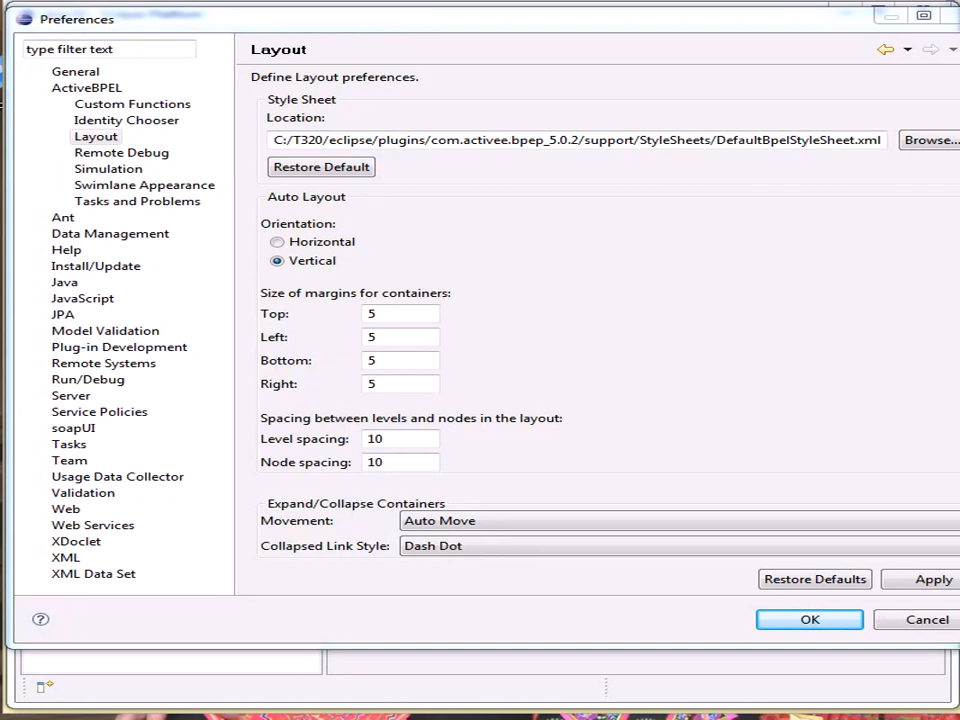 Preferences
type filter text
General
ActiveBPEL
Custom Functions
Identity Chooser
Layout
Remote Debug
Simulation
Swimlane Appearance
Tasks and Problems
Ant
Data Management
Help
Install/Update
Java
JavaScript
JPA
Model Validation
Plug-in Development
Remote Systems
Run/Debug
Server
Service Policies
soapUI
Tasks
Team
Usage Data Collector
Validation
Web
Web Services
XDoclet
XML
XML Data Set
Layout
Define Layout preferences.
Style Sheet
Location:
C:/T320/eclipse/plugins/com.activee.bpep_5.0.2/support/StyleSheets/DefaultBpelStyleSheet.xml
Browse...
Restore Default
Auto Layout
Orientation:
Horizontal
Vertical
Size of margins for containers:
Top: 5
Left: 5
Bottom: 5
Right: 5
Spacing between levels and nodes in the layout:
Level spacing: 10
Node spacing: 10
Expand/Collapse Containers
Movement: Auto Move
Collapsed Link Style: Dash Dot
Restore Defaults Apply
OK Cancel